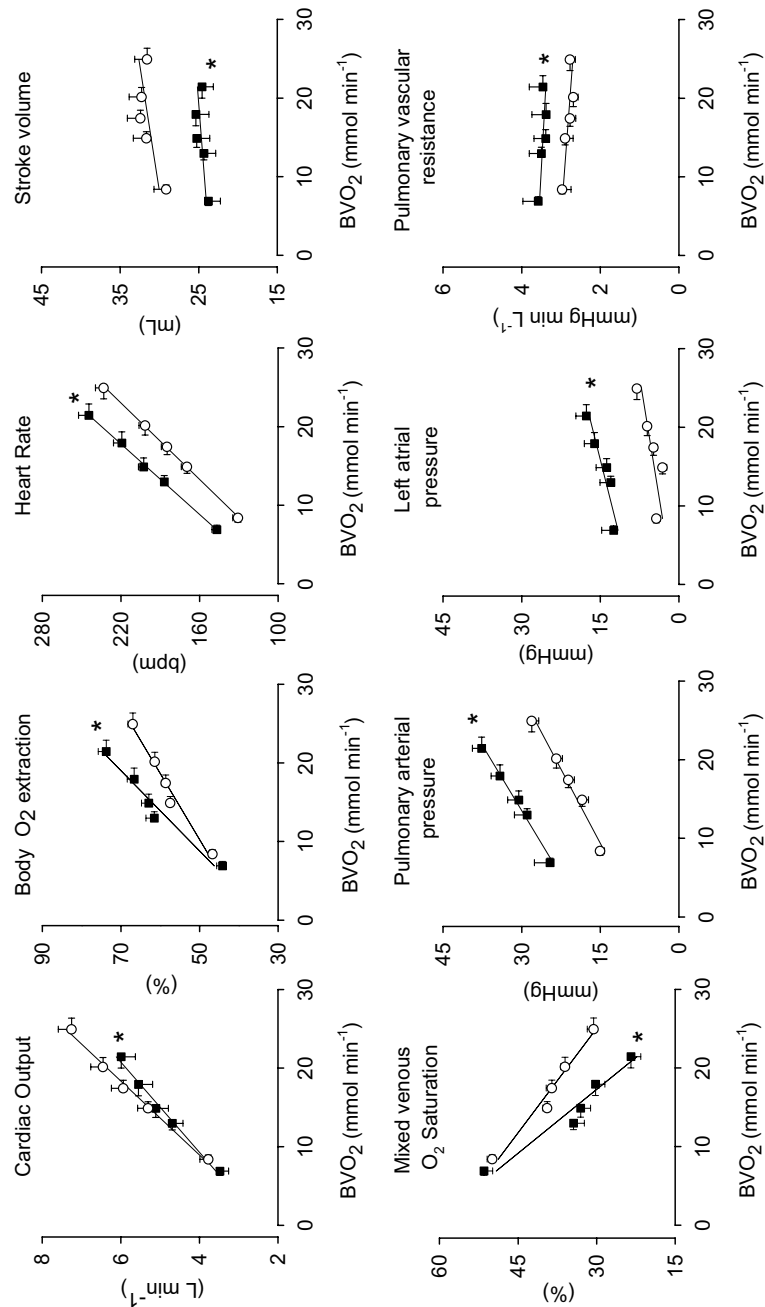 Cardiac Output
8
6
4
2
(L min⁻¹)
*
0
10
20
30
BVO₂ (mmol min⁻¹)
Body O₂ extraction
90
70
50
30
(%)
*
0
10
20
30
BVO₂ (mmol min⁻¹)
Heart Rate
280
220
160
100
(bpm)
*
0
10
20
30
BVO₂ (mmol min⁻¹)
Stroke volume
45
35
25
15
(mL)
*
0
10
20
30
BVO₂ (mmol min⁻¹)
Mixed venous
O₂ Saturation
60
45
30
15
(%)
*
0
10
20
30
BVO₂ (mmol min⁻¹)
Pulmonary arterial
pressure
45
30
15
0
(mmHg)
*
0
10
20
30
BVO₂ (mmol min⁻¹)
Left atrial
pressure
45
30
15
0
(mmHg)
*
0
10
20
30
BVO₂ (mmol min⁻¹)
Pulmonary vascular
resistance
6
4
2
0
(mmHg min L⁻¹)
*
0
10
20
30
BVO₂ (mmol min⁻¹)